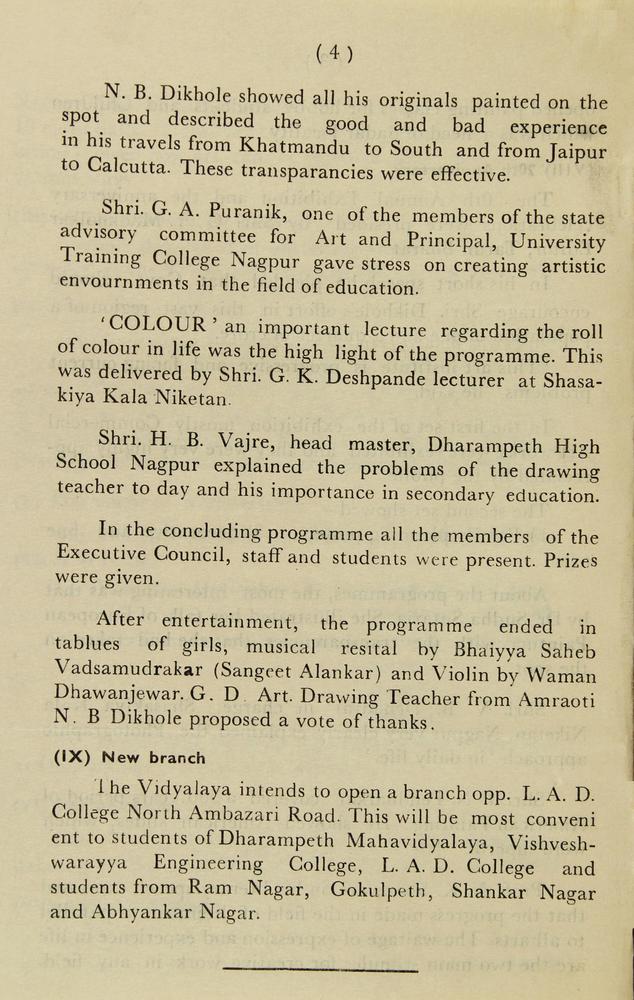 ( 4 )
N. B. Dikhole showed all his originals painted on the
spot and described the good and bad experience
in his travels from Khatmandu to South and from Jaipur
to Calcutta. These transparancies were effective.
Shri. G. A. Puranik, one of the members of the state
advisory committee for Art and Principal, University
Training College Nagpur gave stress on creating artistic
envournments in the field of education.
'COLOUR' an important lecture regarding the roll
of colour in life was the high light of the programme. This
was delivered by Shri. G. K. Deshpande lecturer at Shasa-
kiya Kala Niketan.
Shri. H. B. Vajre, head master, Dharampeth High
School Nagpur explained the problems of the drawing
teacher to day and his importance in secondary education.
In the concluding programme all the members of the
Executive Council, staff and students were present. Prizes
were given.
After entertainment, the programme ended in
tablues of girls, musical resital by Bhaiyya Saheb
Vadsamudrakar (Sangeet Alankar) and Violin by Waman
Dhawanjewar. G. D. Art. Drawing Teacher from Amraoti
N. B Dikhole proposed a vote of thanks.
(IX) New branch
The Vidyalaya intends to open a branch opp. L. A. D.
College North Ambazari Road. This will be most conveni
ent to students of Dharampeth Mahavidyalaya, Vishvesh-
warayya Engineering College, L. A. D. College and
students from Ram Nagar, Gokulpeth, Shankar Nagar
and Abhyankar Nagar.